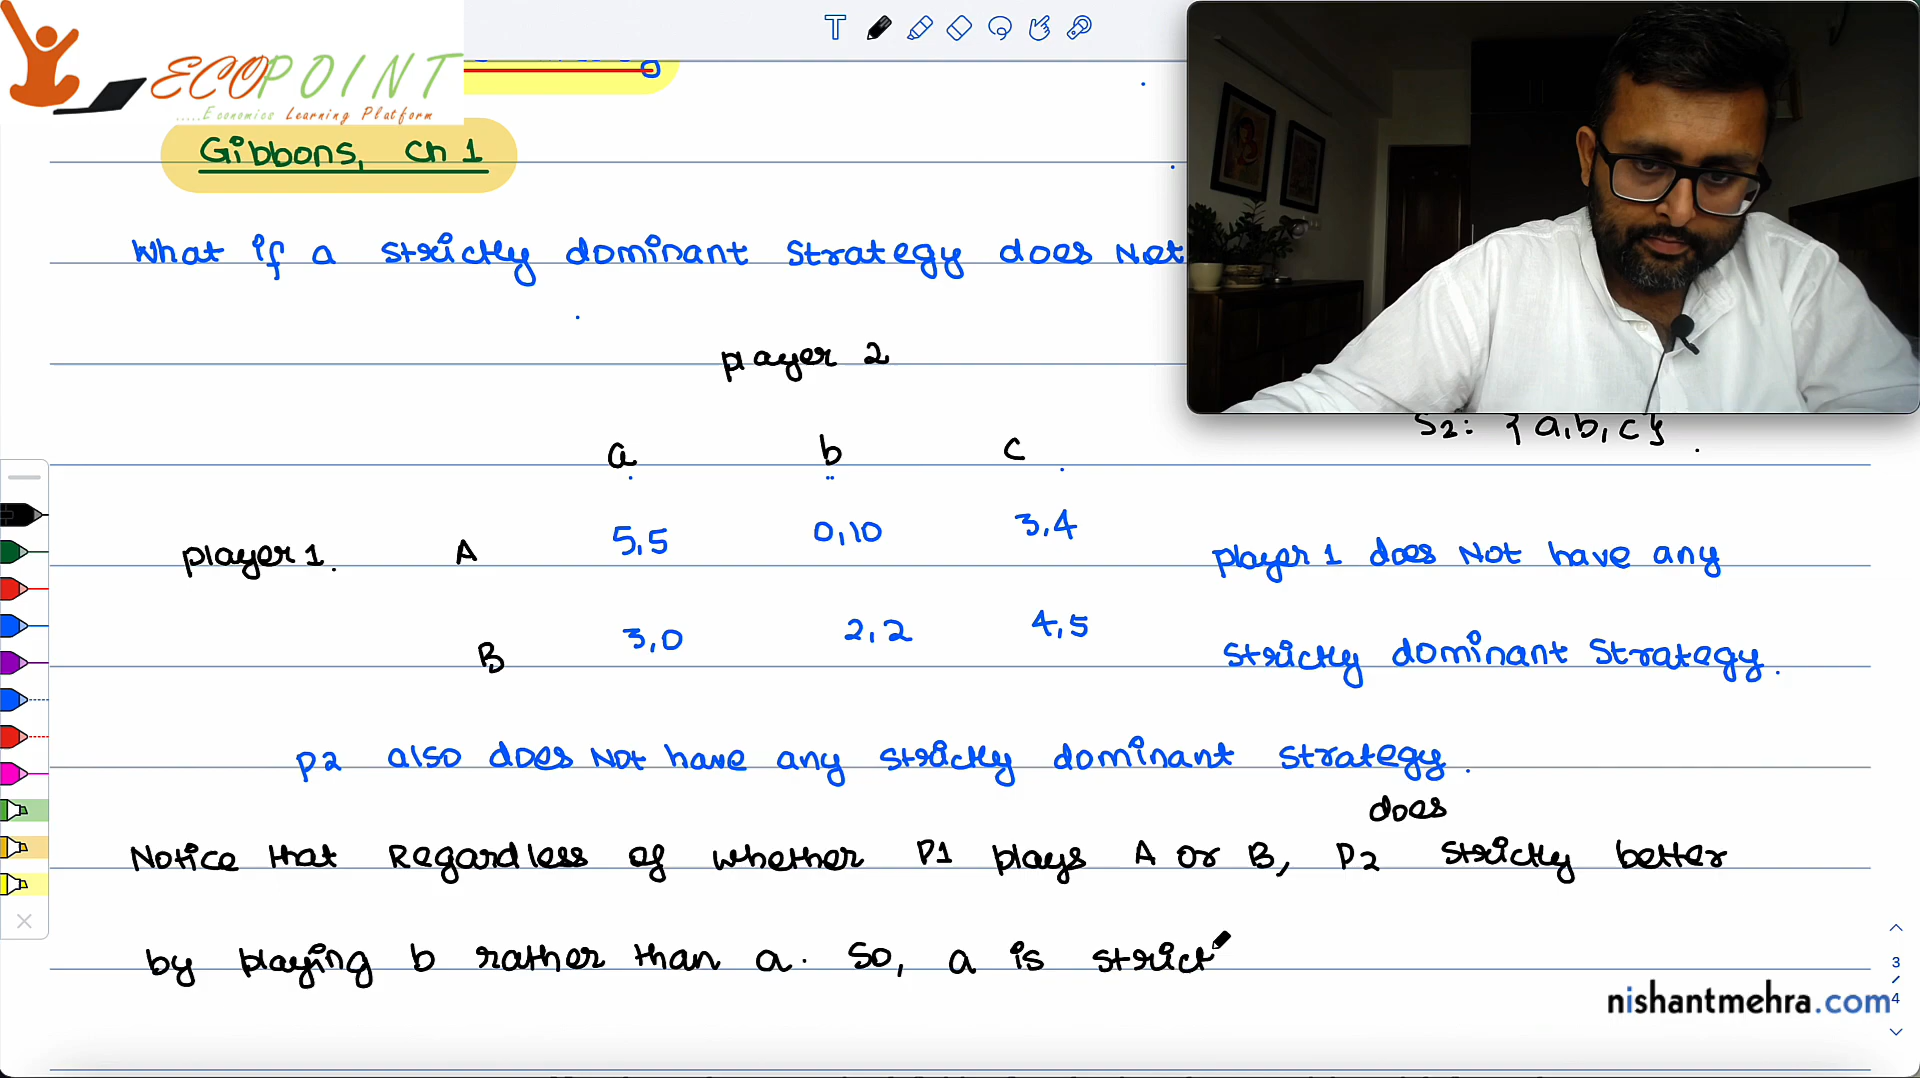 ECOPOINT
.....Economics Learning Platform
Gibbons, Ch 1
What if a strictly dominant strategy does Not
player 2
S2: {a,b,c}
a b c
player 1. A 5,5 0,10 3,4
B 3,0 2,2 4,5
player 1 does Not have any
strictly dominant strategy.
P2 also does Not have any strictly dominant strategy.
does
Notice that Regardless of whether P1 plays A or B, P2 strictly better
by playing b rather than a. So, a is strict
3
4
nishantmehra.com